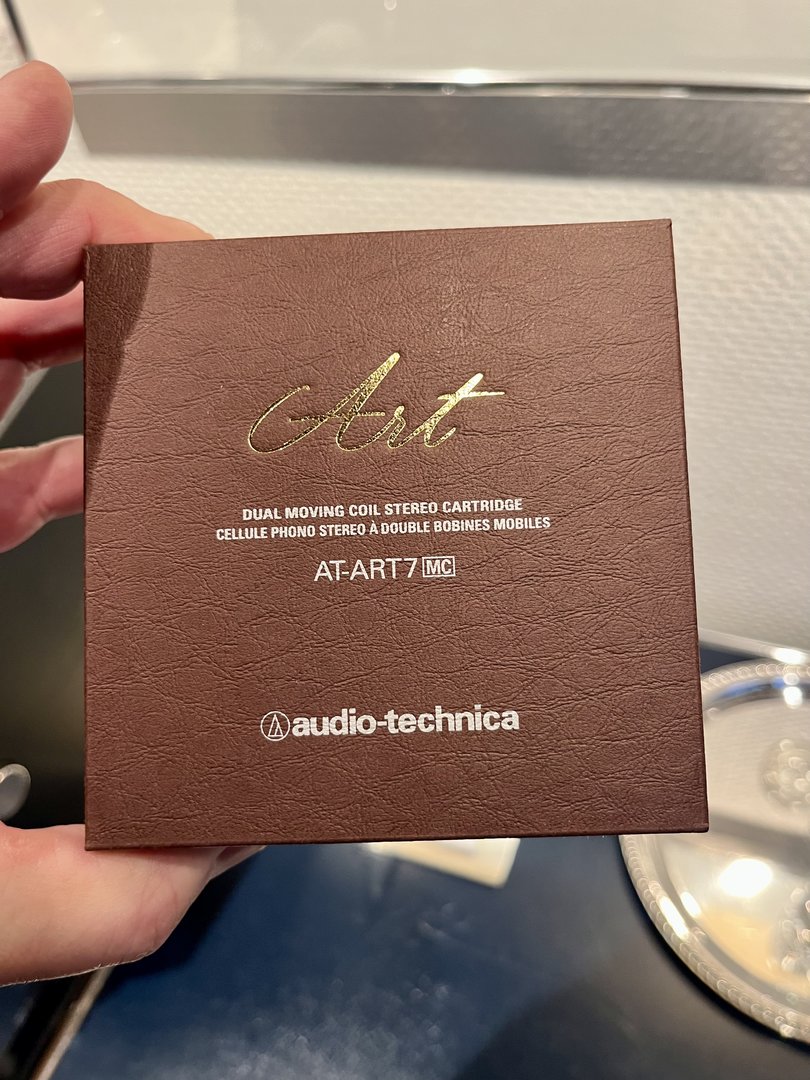 Art
DUAL MOVING COIL STEREO CARTRIDGE
CELLULE PHONO STEREO À DOUBLE BOBINES MOBILES
AT-ART7 MC
audio-technica